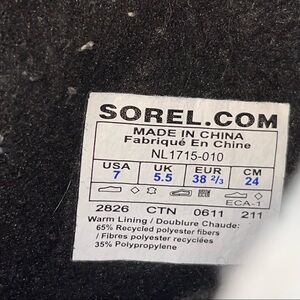 SOREL.COM
MADE IN CHINA
Fabriqué En Chine
NL1715-010
USA UK EUR CM
7 5.5 38 2/3 24
ECA-1
2826 CTN 0611 211
Warm Lining / Doublure Chaude:
65% Recycled polyester fibers
/ Fibres polyester recyclées
35% Polypropylene